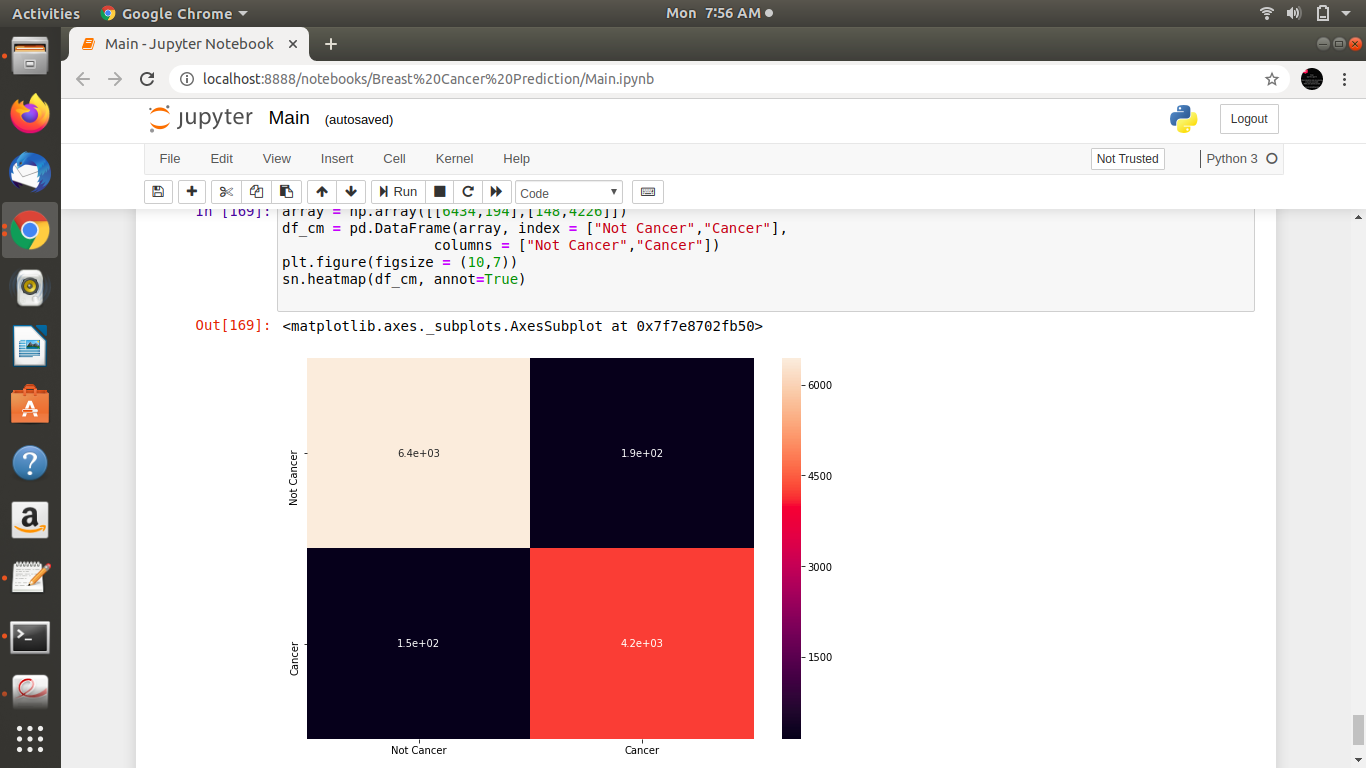 Activities Google Chrome Mon 7:56 AM
Main - Jupyter Notebook
localhost:8888/notebooks/Breast%20Cancer%20Prediction/Main.ipynb
jupyter Main (autosaved) Logout
File Edit View Insert Cell Kernel Help Not Trusted Python 3
Run Code
In [169]: array = np.array([[6434,194],[148,4226]])
df_cm = pd.DataFrame(array, index = ["Not Cancer","Cancer"],
columns = ["Not Cancer","Cancer"])
plt.figure(figsize = (10,7))
sn.heatmap(df_cm, annot=True)
Out[169]: <matplotlib.axes._subplots.AxesSubplot at 0x7f7e8702fb50>
6000
Not Cancer 6.4e+03 1.9e+02
4500
3000
Cancer 1.5e+02 4.2e+03
1500
Not Cancer Cancer